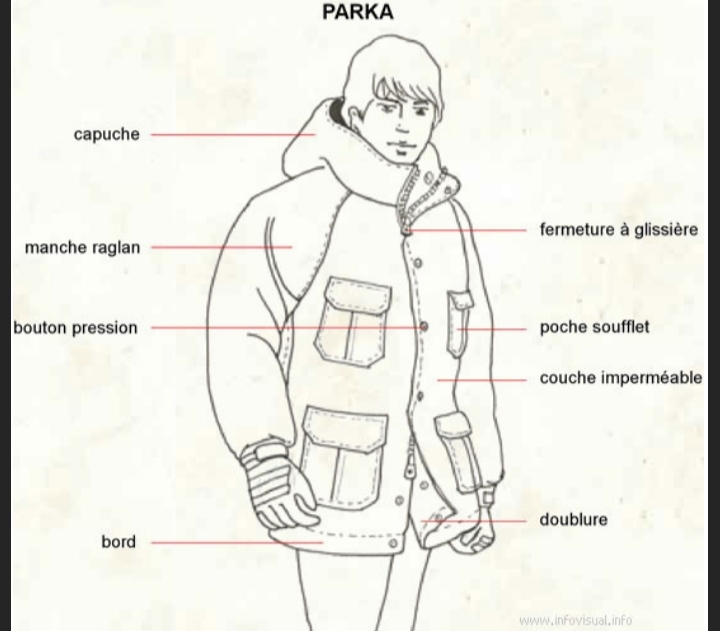 PARKA
capuche
manche raglan
bouton pression
bord
fermeture à glissière
poche soufflet
couche imperméable
doublure
www.infovisual.info